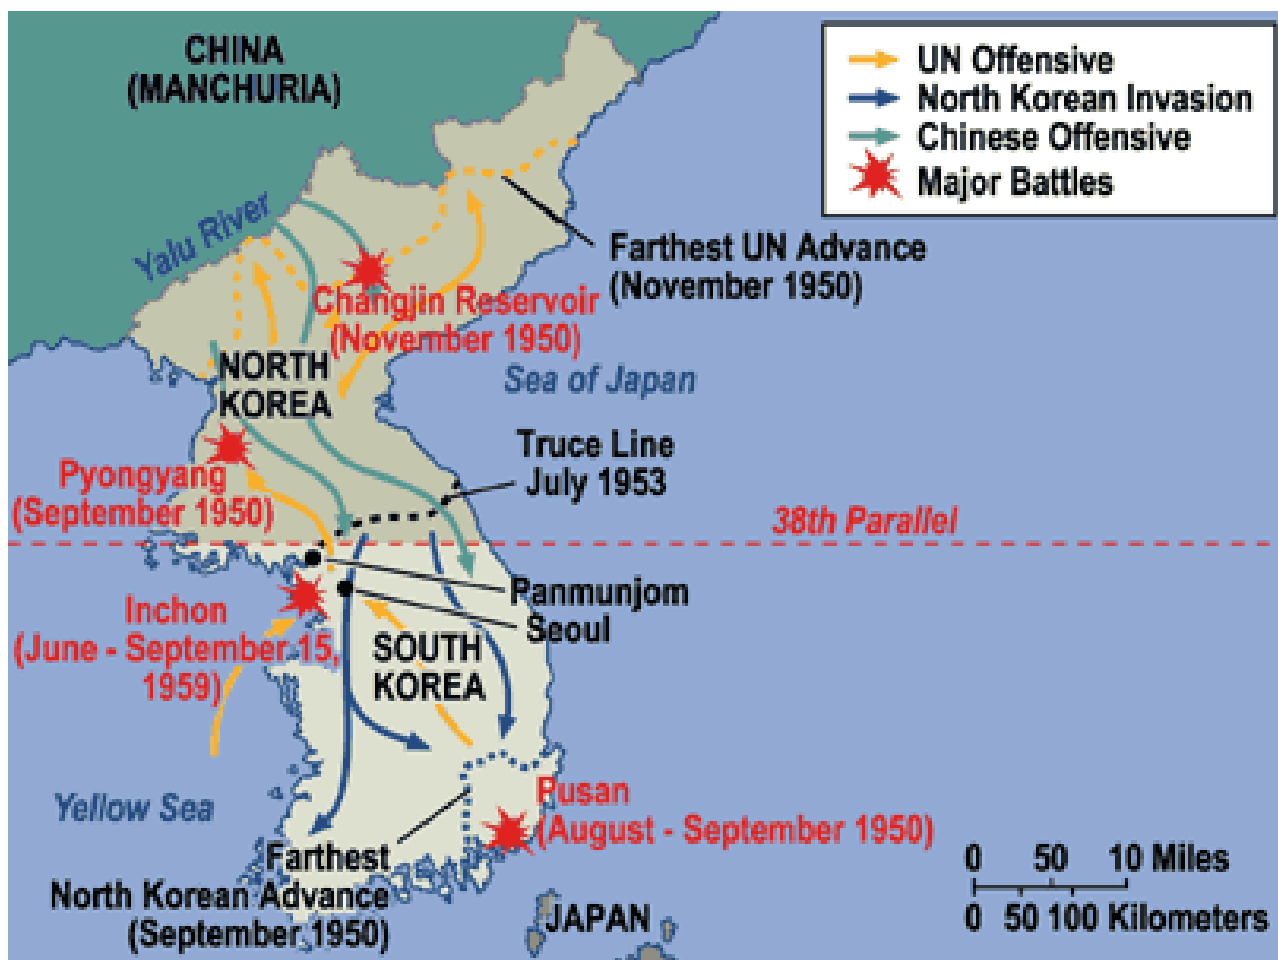 CHINA
(MANCHURIA)
UN Offensive
North Korean Invasion
Chinese Offensive
Major Battles
Yalu River
Farthest UN Advance
(November 1950)
Changjin Reservoir
(November 1950)
NORTH
KOREA
Sea of Japan
Truce Line
July 1953
Pyongyang
(September 1950)
38th Parallel
Panmunjom
Seoul
Inchon
(June - September 15,
1959)
SOUTH
KOREA
Yellow Sea
Pusan
(August - September 1950)
Farthest
North Korean Advance
(September 1950)
JAPAN
0 50 10 Miles
0 50 100 Kilometers